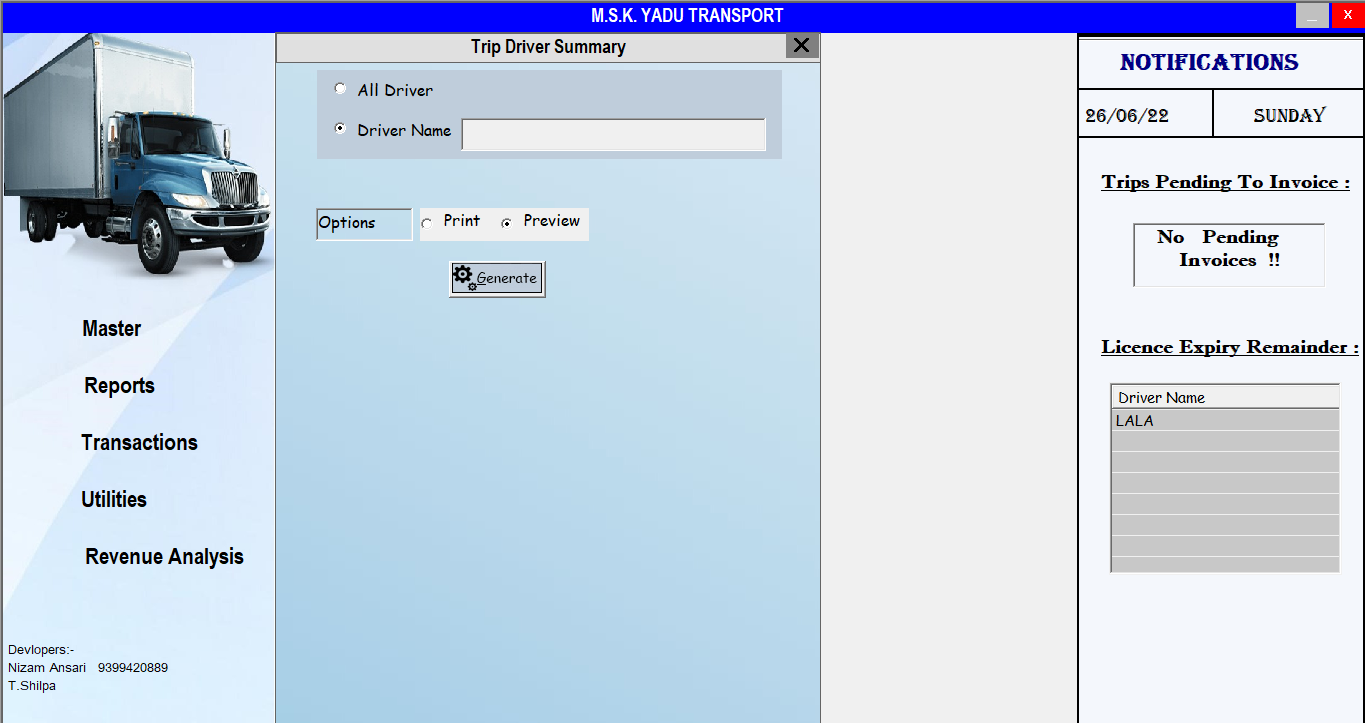 M.S.K. YADU TRANSPORT
_ X
Trip Driver Summary
X
All Driver
Driver Name
Options
Print
Preview
Generate
Master
Reports
Transactions
Utilities
Revenue Analysis
Devlopers:-
Nizam Ansari 9399420889
T.Shilpa
NOTIFICATIONS
26/06/22 SUNDAY
Trips Pending To Invoice :
No Pending
Invoices !!
Licence Expiry Remainder :
Driver Name
LALA